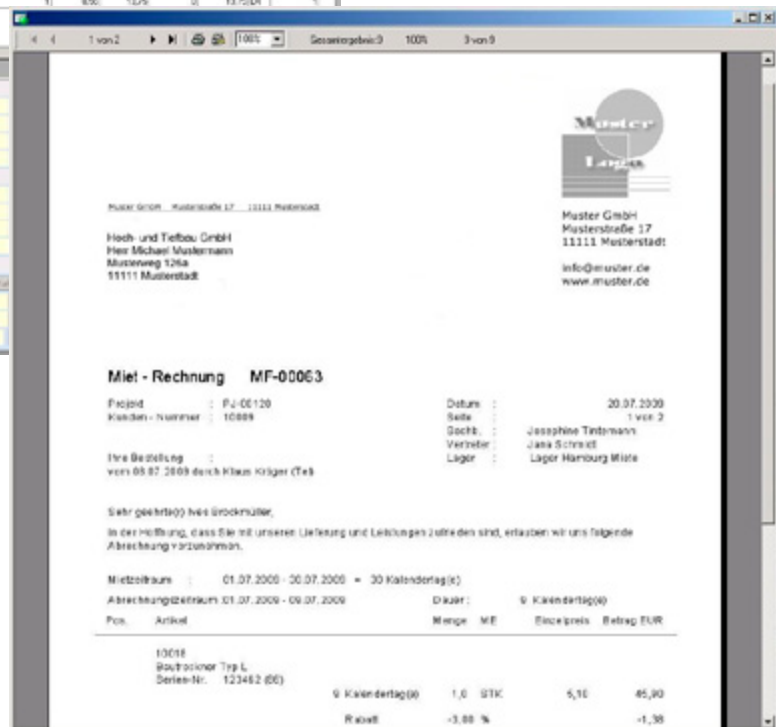 1 von 2 100% Gesamtergebnis:9 100% 9 von 9
Muster Logo
Muster GmbH Musterstraße 17 11111 Musterstadt
Muster GmbH
Musterstraße 17
11111 Musterstadt
info@muster.de
www.muster.de
Hoch- und Tiefbau GmbH
Herr Michael Mustermann
Musterweg 126a
11111 Musterstadt
Miet - Rechnung MF-00063
Projekt : PJ-00120 Datum : 20.07.2009
Kunden - Nummer : 10009 Seite : 1 von 2
Sachb. : Josephine Tintemann
Vertreter : Jana Schmidt
Ihre Bestellung : Lager : Lager Hamburg Miete
vom 08.07.2009 durch Klaus Kröger (Tel)
Sehr geehrte(r) Ives Brockmüller,
in der Hoffnung, dass Sie mit unseren Lieferung und Leistungen zufrieden sind, erlauben wir uns folgende
Abrechnung vorzunehmen.
Mietzeitraum : 01.07.2009 - 30.07.2009 = 30 Kalendertag(e)
Abrechnungszeitraum :01.07.2009 - 09.07.2009 Dauer : 9 Kalendertag(e)
Pos. Artikel Menge ME Einzelpreis Betrag EUR
10018
Bautrockner Typ L
Serien-Nr. 123462 (66)
9 Kalendertag(e) 1,0 STK 5,10 45,90
Rabatt -3,00 % -1,38